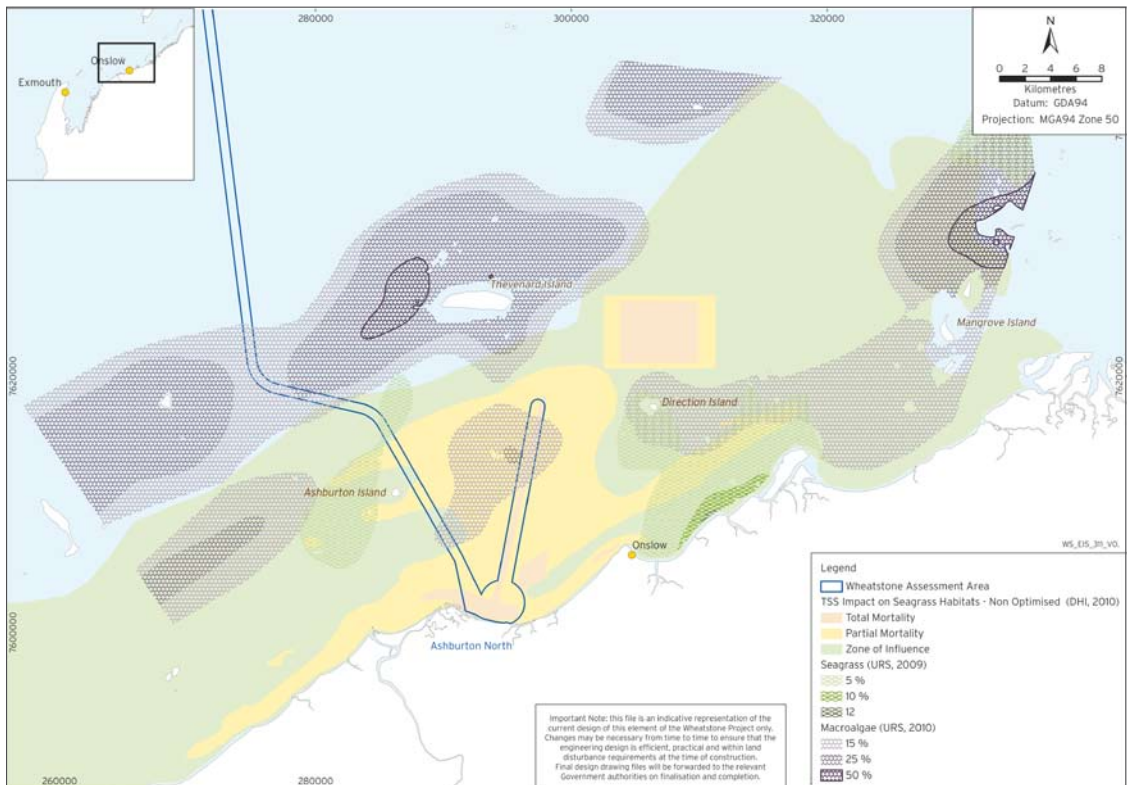 280000
300000
320000
Onslow
Exmouth
N
0 2 4 6 8
Kilometres
Datum: GDA94
Projection: MGA94 Zone 50
Thevenard Island
Mangrove Island
7620000
7620000
Direction Island
Ashburton Island
Onslow
Ashburton North
7600000
260000
280000
Legend
Wheatstone Assessment Area
TSS Impact on Seagrass Habitats - Non Optimised (DHI, 2010)
Total Mortality
Partial Mortality
Zone of Influence
Seagrass (URS, 2009)
5 %
10 %
12
Macroalgae (URS, 2010)
15 %
25 %
50 %
Important Note: this file is an indicative representation of the
current design of this element of the Wheatstone Project only.
Changes may be necessary from time to time to ensure that the
engineering design is efficient, practical and within land
disturbance requirements at the time of construction.
Final design drawing files will be forwarded to the relevant
Government authorities on finalisation and completion.